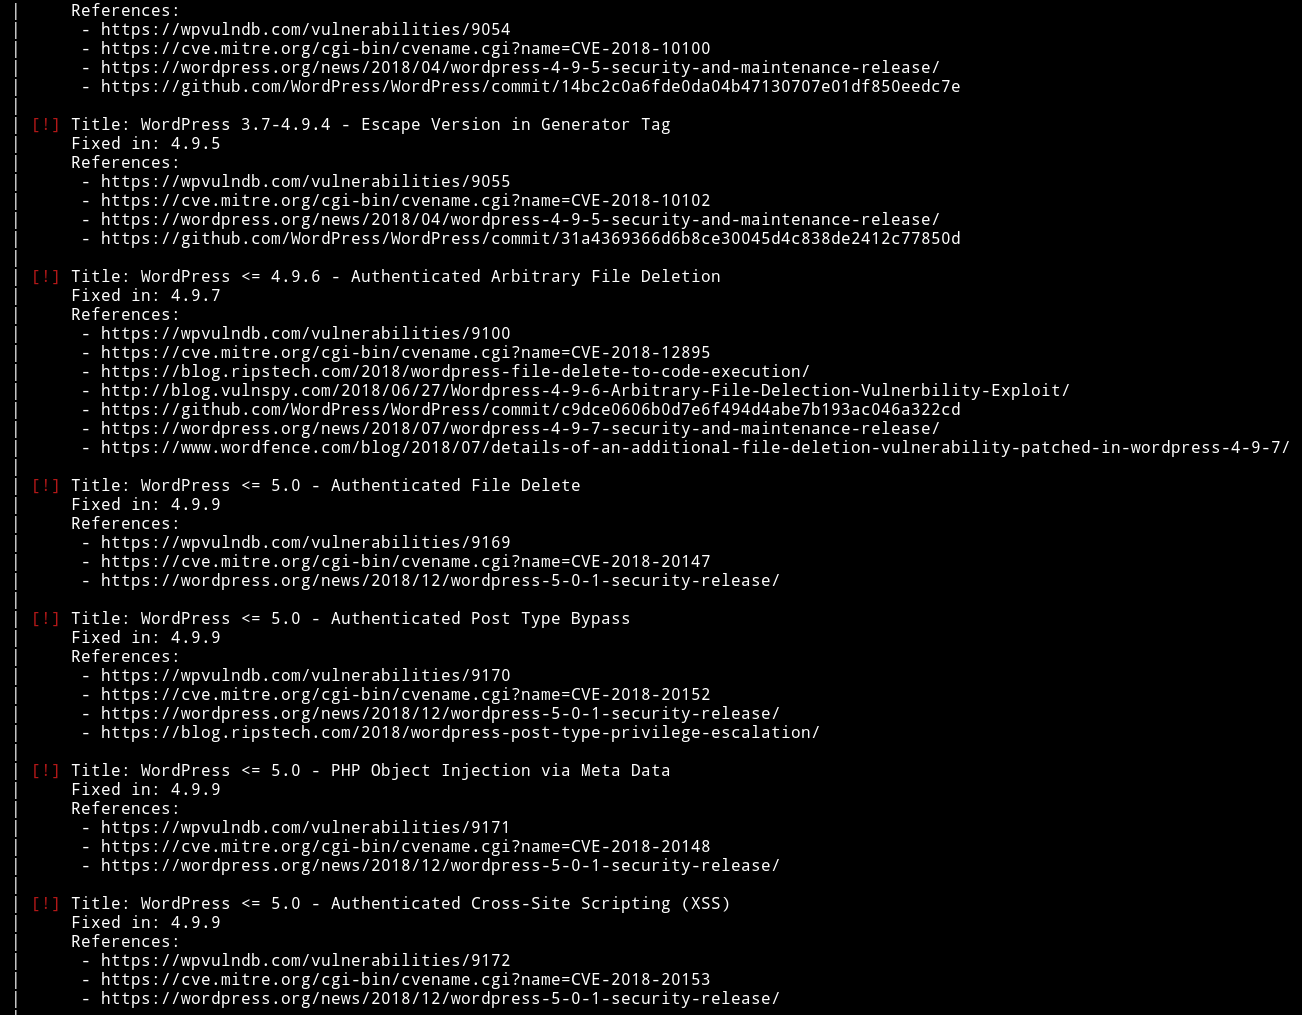 |     References:
|      - https://wpvulndb.com/vulnerabilities/9054
|      - https://cve.mitre.org/cgi-bin/cvename.cgi?name=CVE-2018-10100
|      - https://wordpress.org/news/2018/04/wordpress-4-9-5-security-and-maintenance-release/
|      - https://github.com/WordPress/WordPress/commit/14bc2c0a6fde0da04b47130707e01df850eedc7e
|
| [!] Title: WordPress 3.7-4.9.4 - Escape Version in Generator Tag
|     Fixed in: 4.9.5
|     References:
|      - https://wpvulndb.com/vulnerabilities/9055
|      - https://cve.mitre.org/cgi-bin/cvename.cgi?name=CVE-2018-10102
|      - https://wordpress.org/news/2018/04/wordpress-4-9-5-security-and-maintenance-release/
|      - https://github.com/WordPress/WordPress/commit/31a4369366d6b8ce30045d4c838de2412c77850d
|
| [!] Title: WordPress <= 4.9.6 - Authenticated Arbitrary File Deletion
|     Fixed in: 4.9.7
|     References:
|      - https://wpvulndb.com/vulnerabilities/9100
|      - https://cve.mitre.org/cgi-bin/cvename.cgi?name=CVE-2018-12895
|      - https://blog.ripstech.com/2018/wordpress-file-delete-to-code-execution/
|      - http://blog.vulnspy.com/2018/06/27/Wordpress-4-9-6-Arbitrary-File-Delection-Vulnerbility-Exploit/
|      - https://github.com/WordPress/WordPress/commit/c9dce0606b0d7e6f494d4abe7b193ac046a322cd
|      - https://wordpress.org/news/2018/07/wordpress-4-9-7-security-and-maintenance-release/
|      - https://www.wordfence.com/blog/2018/07/details-of-an-additional-file-deletion-vulnerability-patched-in-wordpress-4-9-7/
|
| [!] Title: WordPress <= 5.0 - Authenticated File Delete
|     Fixed in: 4.9.9
|     References:
|      - https://wpvulndb.com/vulnerabilities/9169
|      - https://cve.mitre.org/cgi-bin/cvename.cgi?name=CVE-2018-20147
|      - https://wordpress.org/news/2018/12/wordpress-5-0-1-security-release/
|
| [!] Title: WordPress <= 5.0 - Authenticated Post Type Bypass
|     Fixed in: 4.9.9
|     References:
|      - https://wpvulndb.com/vulnerabilities/9170
|      - https://cve.mitre.org/cgi-bin/cvename.cgi?name=CVE-2018-20152
|      - https://wordpress.org/news/2018/12/wordpress-5-0-1-security-release/
|      - https://blog.ripstech.com/2018/wordpress-post-type-privilege-escalation/
|
| [!] Title: WordPress <= 5.0 - PHP Object Injection via Meta Data
|     Fixed in: 4.9.9
|     References:
|      - https://wpvulndb.com/vulnerabilities/9171
|      - https://cve.mitre.org/cgi-bin/cvename.cgi?name=CVE-2018-20148
|      - https://wordpress.org/news/2018/12/wordpress-5-0-1-security-release/
|
| [!] Title: WordPress <= 5.0 - Authenticated Cross-Site Scripting (XSS)
|     Fixed in: 4.9.9
|     References:
|      - https://wpvulndb.com/vulnerabilities/9172
|      - https://cve.mitre.org/cgi-bin/cvename.cgi?name=CVE-2018-20153
|      - https://wordpress.org/news/2018/12/wordpress-5-0-1-security-release/
|